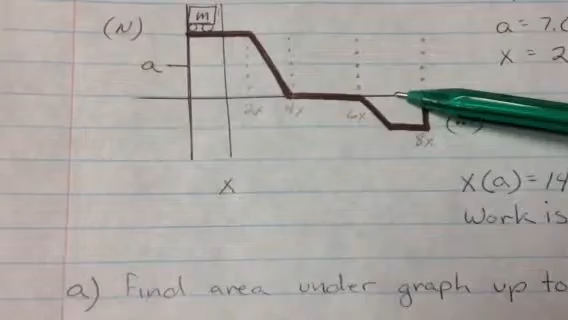 m
(N)
a = 7.0
x = 2
a
2x 4x 6x 8x
x
x(a) = 14
Work is
a) Find area under graph up to